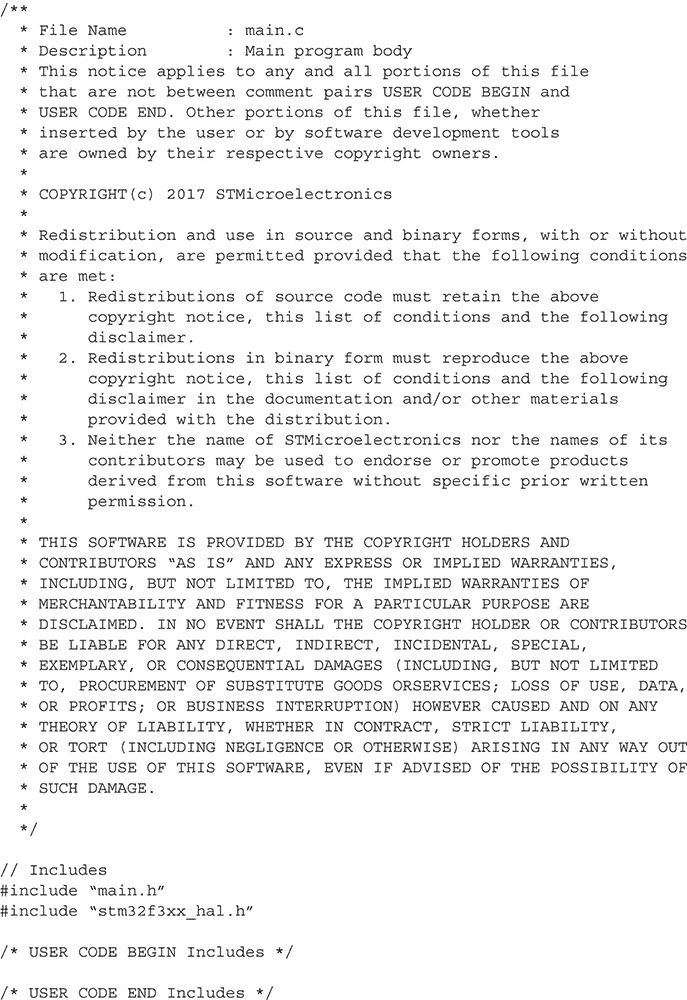 /**
  * File Name          : main.c
  * Description        : Main program body
  * This notice applies to any and all portions of this file
  * that are not between comment pairs USER CODE BEGIN and
  * USER CODE END. Other portions of this file, whether
  * inserted by the user or by software development tools
  * are owned by their respective copyright owners.
  *
  * COPYRIGHT(c) 2017 STMicroelectronics
  *
  * Redistribution and use in source and binary forms, with or without
  * modification, are permitted provided that the following conditions
  * are met:
  *   1. Redistributions of source code must retain the above
  *      copyright notice, this list of conditions and the following
  *      disclaimer.
  *   2. Redistributions in binary form must reproduce the above
  *      copyright notice, this list of conditions and the following
  *      disclaimer in the documentation and/or other materials
  *      provided with the distribution.
  *   3. Neither the name of STMicroelectronics nor the names of its
  *      contributors may be used to endorse or promote products
  *      derived from this software without specific prior written
  *      permission.
  *
  * THIS SOFTWARE IS PROVIDED BY THE COPYRIGHT HOLDERS AND
  * CONTRIBUTORS “AS IS” AND ANY EXPRESS OR IMPLIED WARRANTIES,
  * INCLUDING, BUT NOT LIMITED TO, THE IMPLIED WARRANTIES OF
  * MERCHANTABILITY AND FITNESS FOR A PARTICULAR PURPOSE ARE
  * DISCLAIMED. IN NO EVENT SHALL THE COPYRIGHT HOLDER OR CONTRIBUTORS
  * BE LIABLE FOR ANY DIRECT, INDIRECT, INCIDENTAL, SPECIAL,
  * EXEMPLARY, OR CONSEQUENTIAL DAMAGES (INCLUDING, BUT NOT LIMITED
  * TO, PROCUREMENT OF SUBSTITUTE GOODS ORSERVICES; LOSS OF USE, DATA,
  * OR PROFITS; OR BUSINESS INTERRUPTION) HOWEVER CAUSED AND ON ANY
  * THEORY OF LIABILITY, WHETHER IN CONTRACT, STRICT LIABILITY,
  * OR TORT (INCLUDING NEGLIGENCE OR OTHERWISE) ARISING IN ANY WAY OUT
  * OF THE USE OF THIS SOFTWARE, EVEN IF ADVISED OF THE POSSIBILITY OF
  * SUCH DAMAGE.
  *
  */

// Includes
#include “main.h”
#include “stm32f3xx_hal.h”

/* USER CODE BEGIN Includes */

/* USER CODE END Includes */